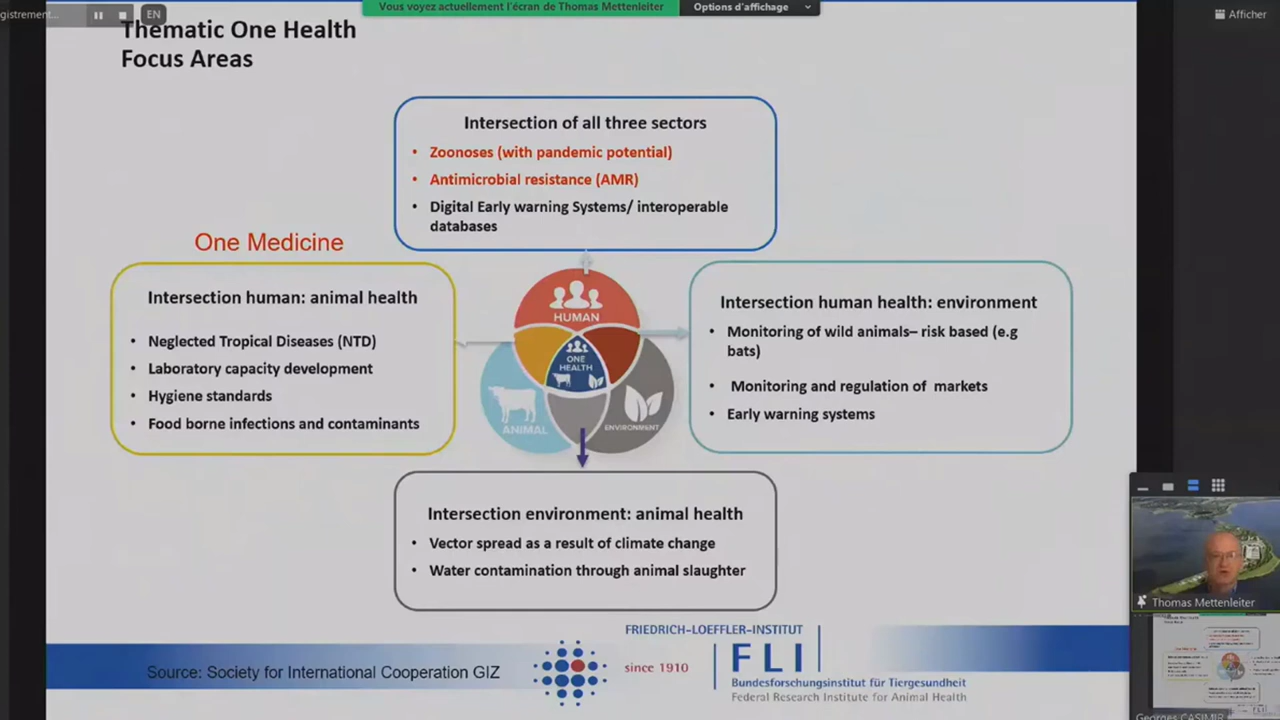 gistrement...
EN
Vous voyez actuellement l'écran de Thomas Mettenleiter
Options d'affichage
Afficher
Thematic One Health
Focus Areas
Intersection of all three sectors
• Zoonoses (with pandemic potential)
• Antimicrobial resistance (AMR)
• Digital Early warning Systems/ interoperable
databases
One Medicine
Intersection human: animal health
• Neglected Tropical Diseases (NTD)
• Laboratory capacity development
• Hygiene standards
• Food borne infections and contaminants
HUMAN
ONE
HEALTH
ANIMAL
ENVIRONMENT
Intersection human health: environment
• Monitoring of wild animals– risk based (e.g
bats)
• Monitoring and regulation of markets
• Early warning systems
Intersection environment: animal health
• Vector spread as a result of climate change
• Water contamination through animal slaughter
Thomas Mettenleiter
Source: Society for International Cooperation GIZ
FRIEDRICH-LOEFFLER-INSTITUT
since 1910
FLI
Bundesforschungsinstitut für Tiergesundheit
Federal Research Institute for Animal Health
Georges CASIMIR